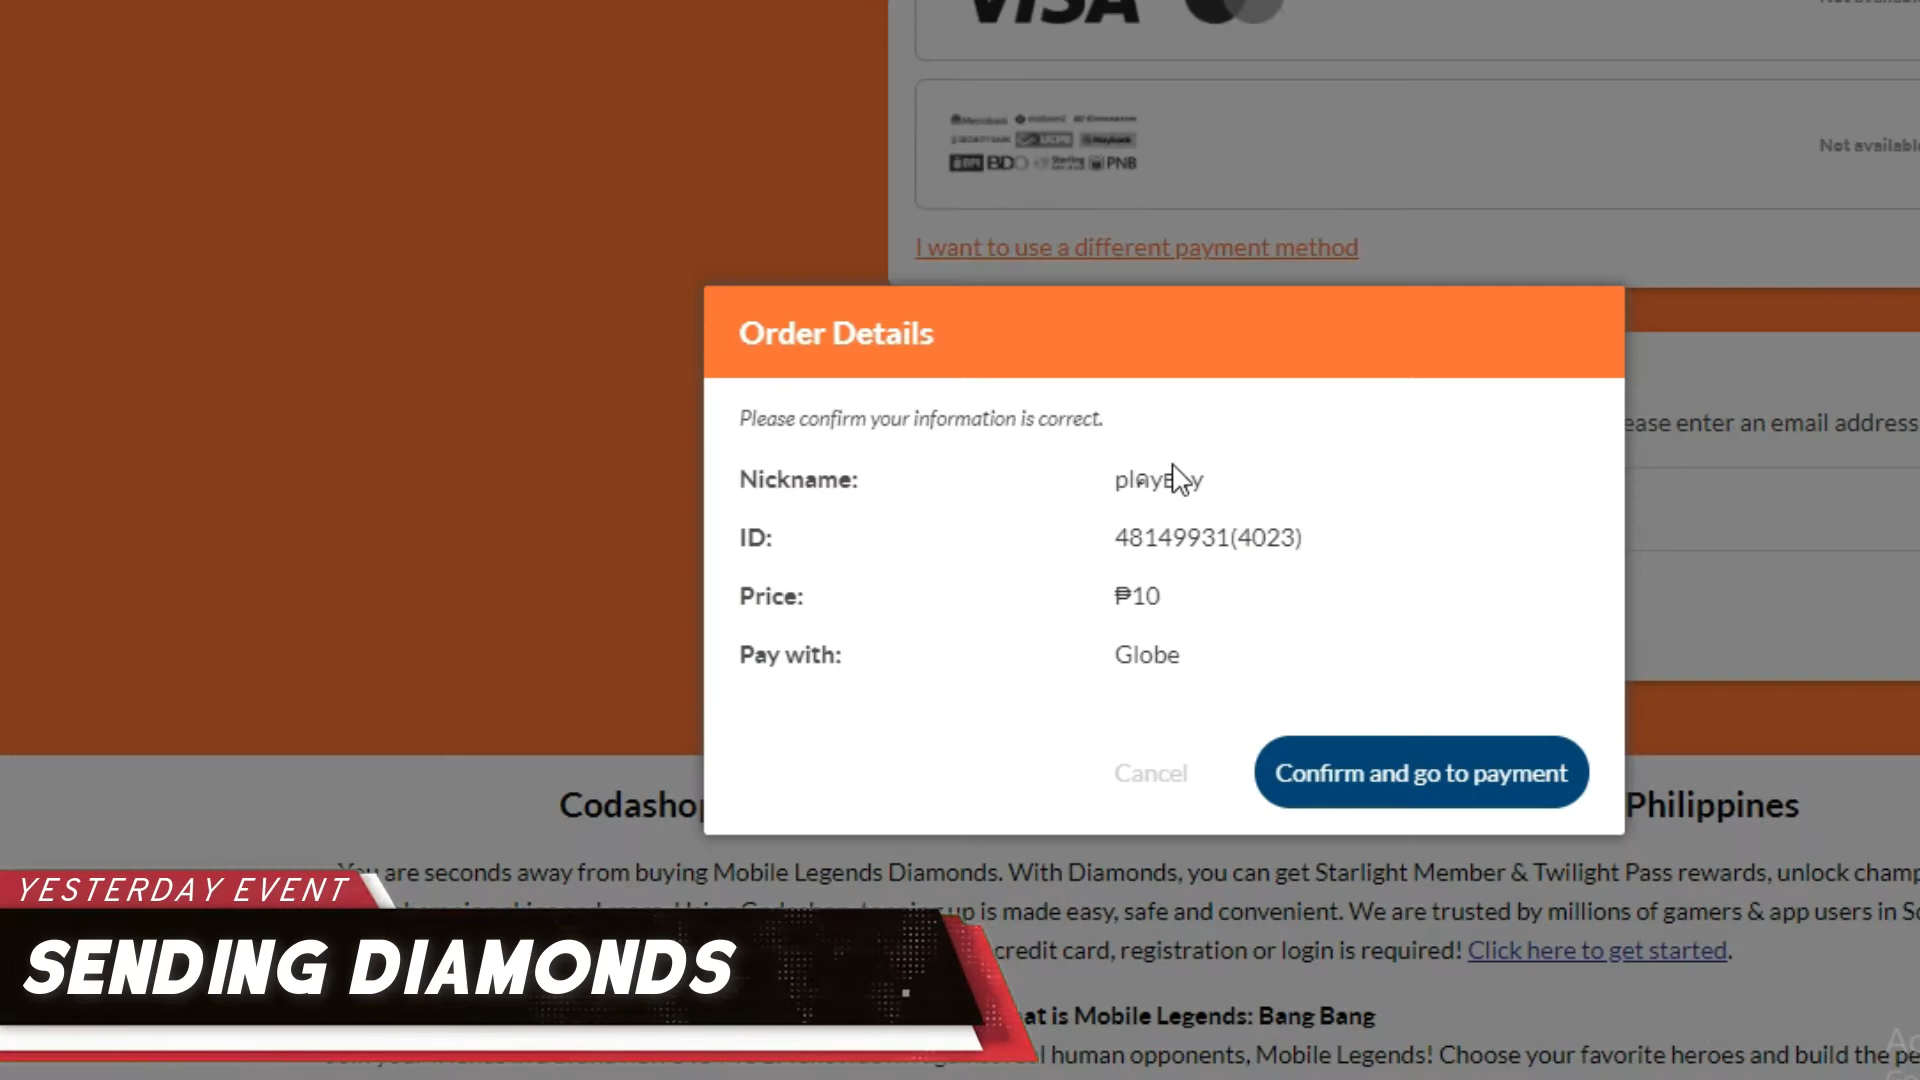 VISA
Not available
BPI BDO PNB
I want to use a different payment method
Order Details
Please confirm your information is correct.
ease enter an email address
Nickname:
ID: 48149931(4023)
Price: ₱10
Pay with: Globe
Cancel Confirm and go to payment
Codashop Philippines
You are seconds away from buying Mobile Legends Diamonds. With Diamonds, you can get Starlight Member & Twilight Pass rewards, unlock champ
YESTERDAY EVENT
up is made easy, safe and convenient. We are trusted by millions of gamers & app users in So
SENDING DIAMONDS
credit card, registration or login is required! Click here to get started.
at is Mobile Legends: Bang Bang
l human opponents, Mobile Legends! Choose your favorite heroes and build the pe